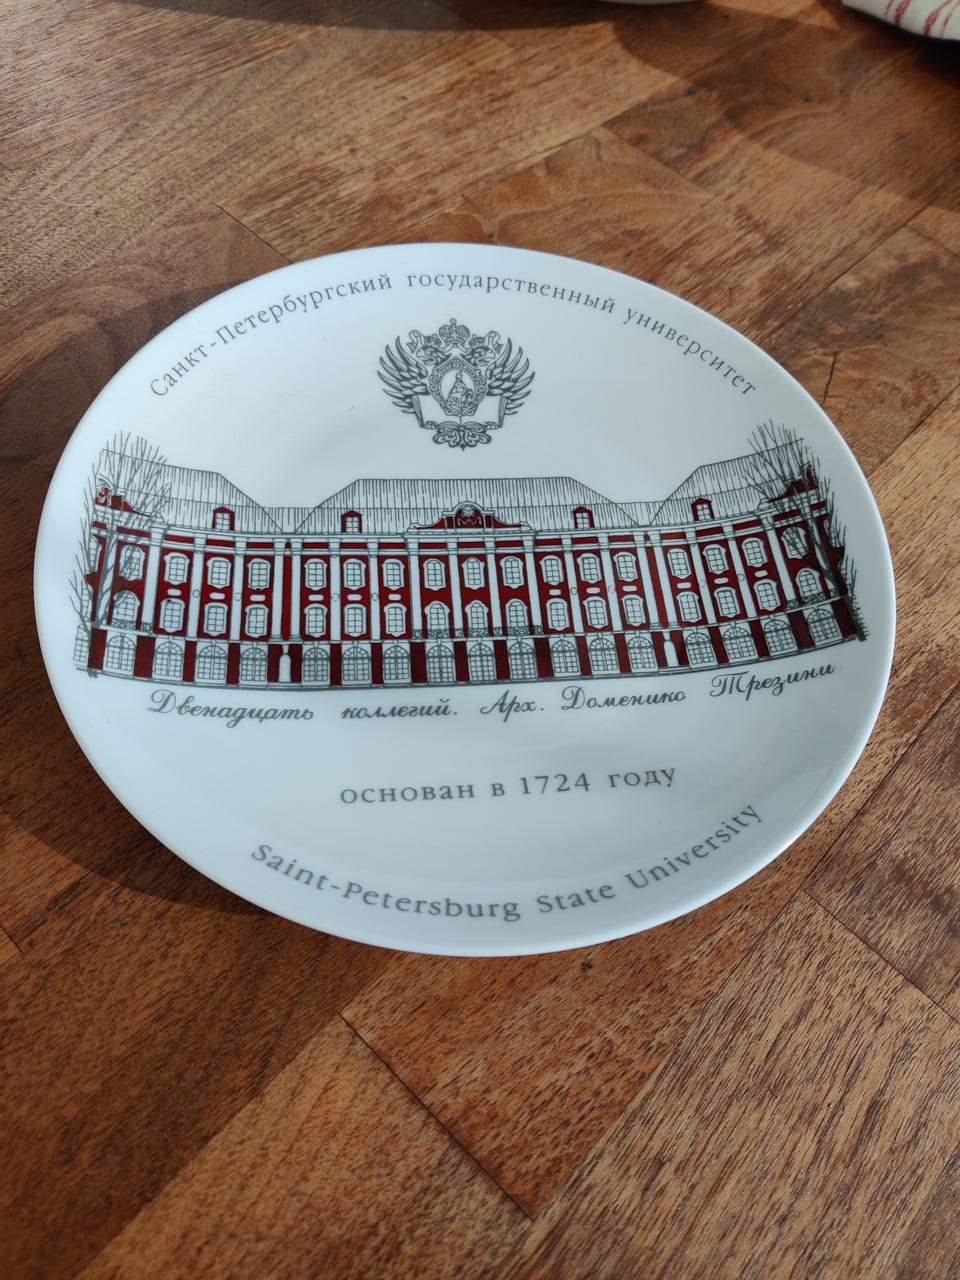 Санкт-Петербургский государственный университет
Двенадцать коллегий. Арх. Доменико Трезини
основан в 1724 году
Saint-Petersburg State University